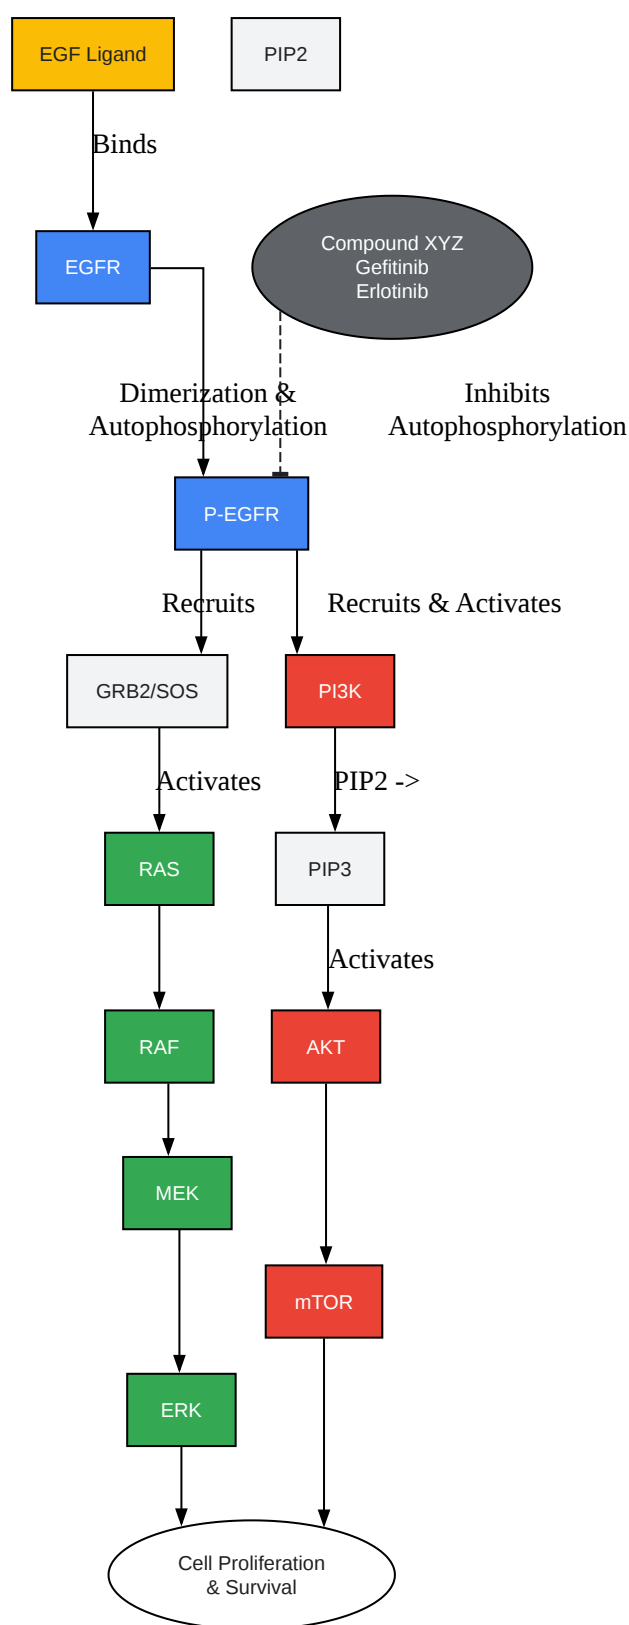 EGF Ligand
PIP2
Binds
EGFR
Compound XYZ
Gefitinib
Erlotinib
Dimerization &
Autophosphorylation
Inhibits
Autophosphorylation
P-EGFR
Recruits
Recruits & Activates
GRB2/SOS
PI3K
Activates
PIP2 ->
RAS
PIP3
Activates
RAF
AKT
MEK
mTOR
ERK
Cell Proliferation
& Survival